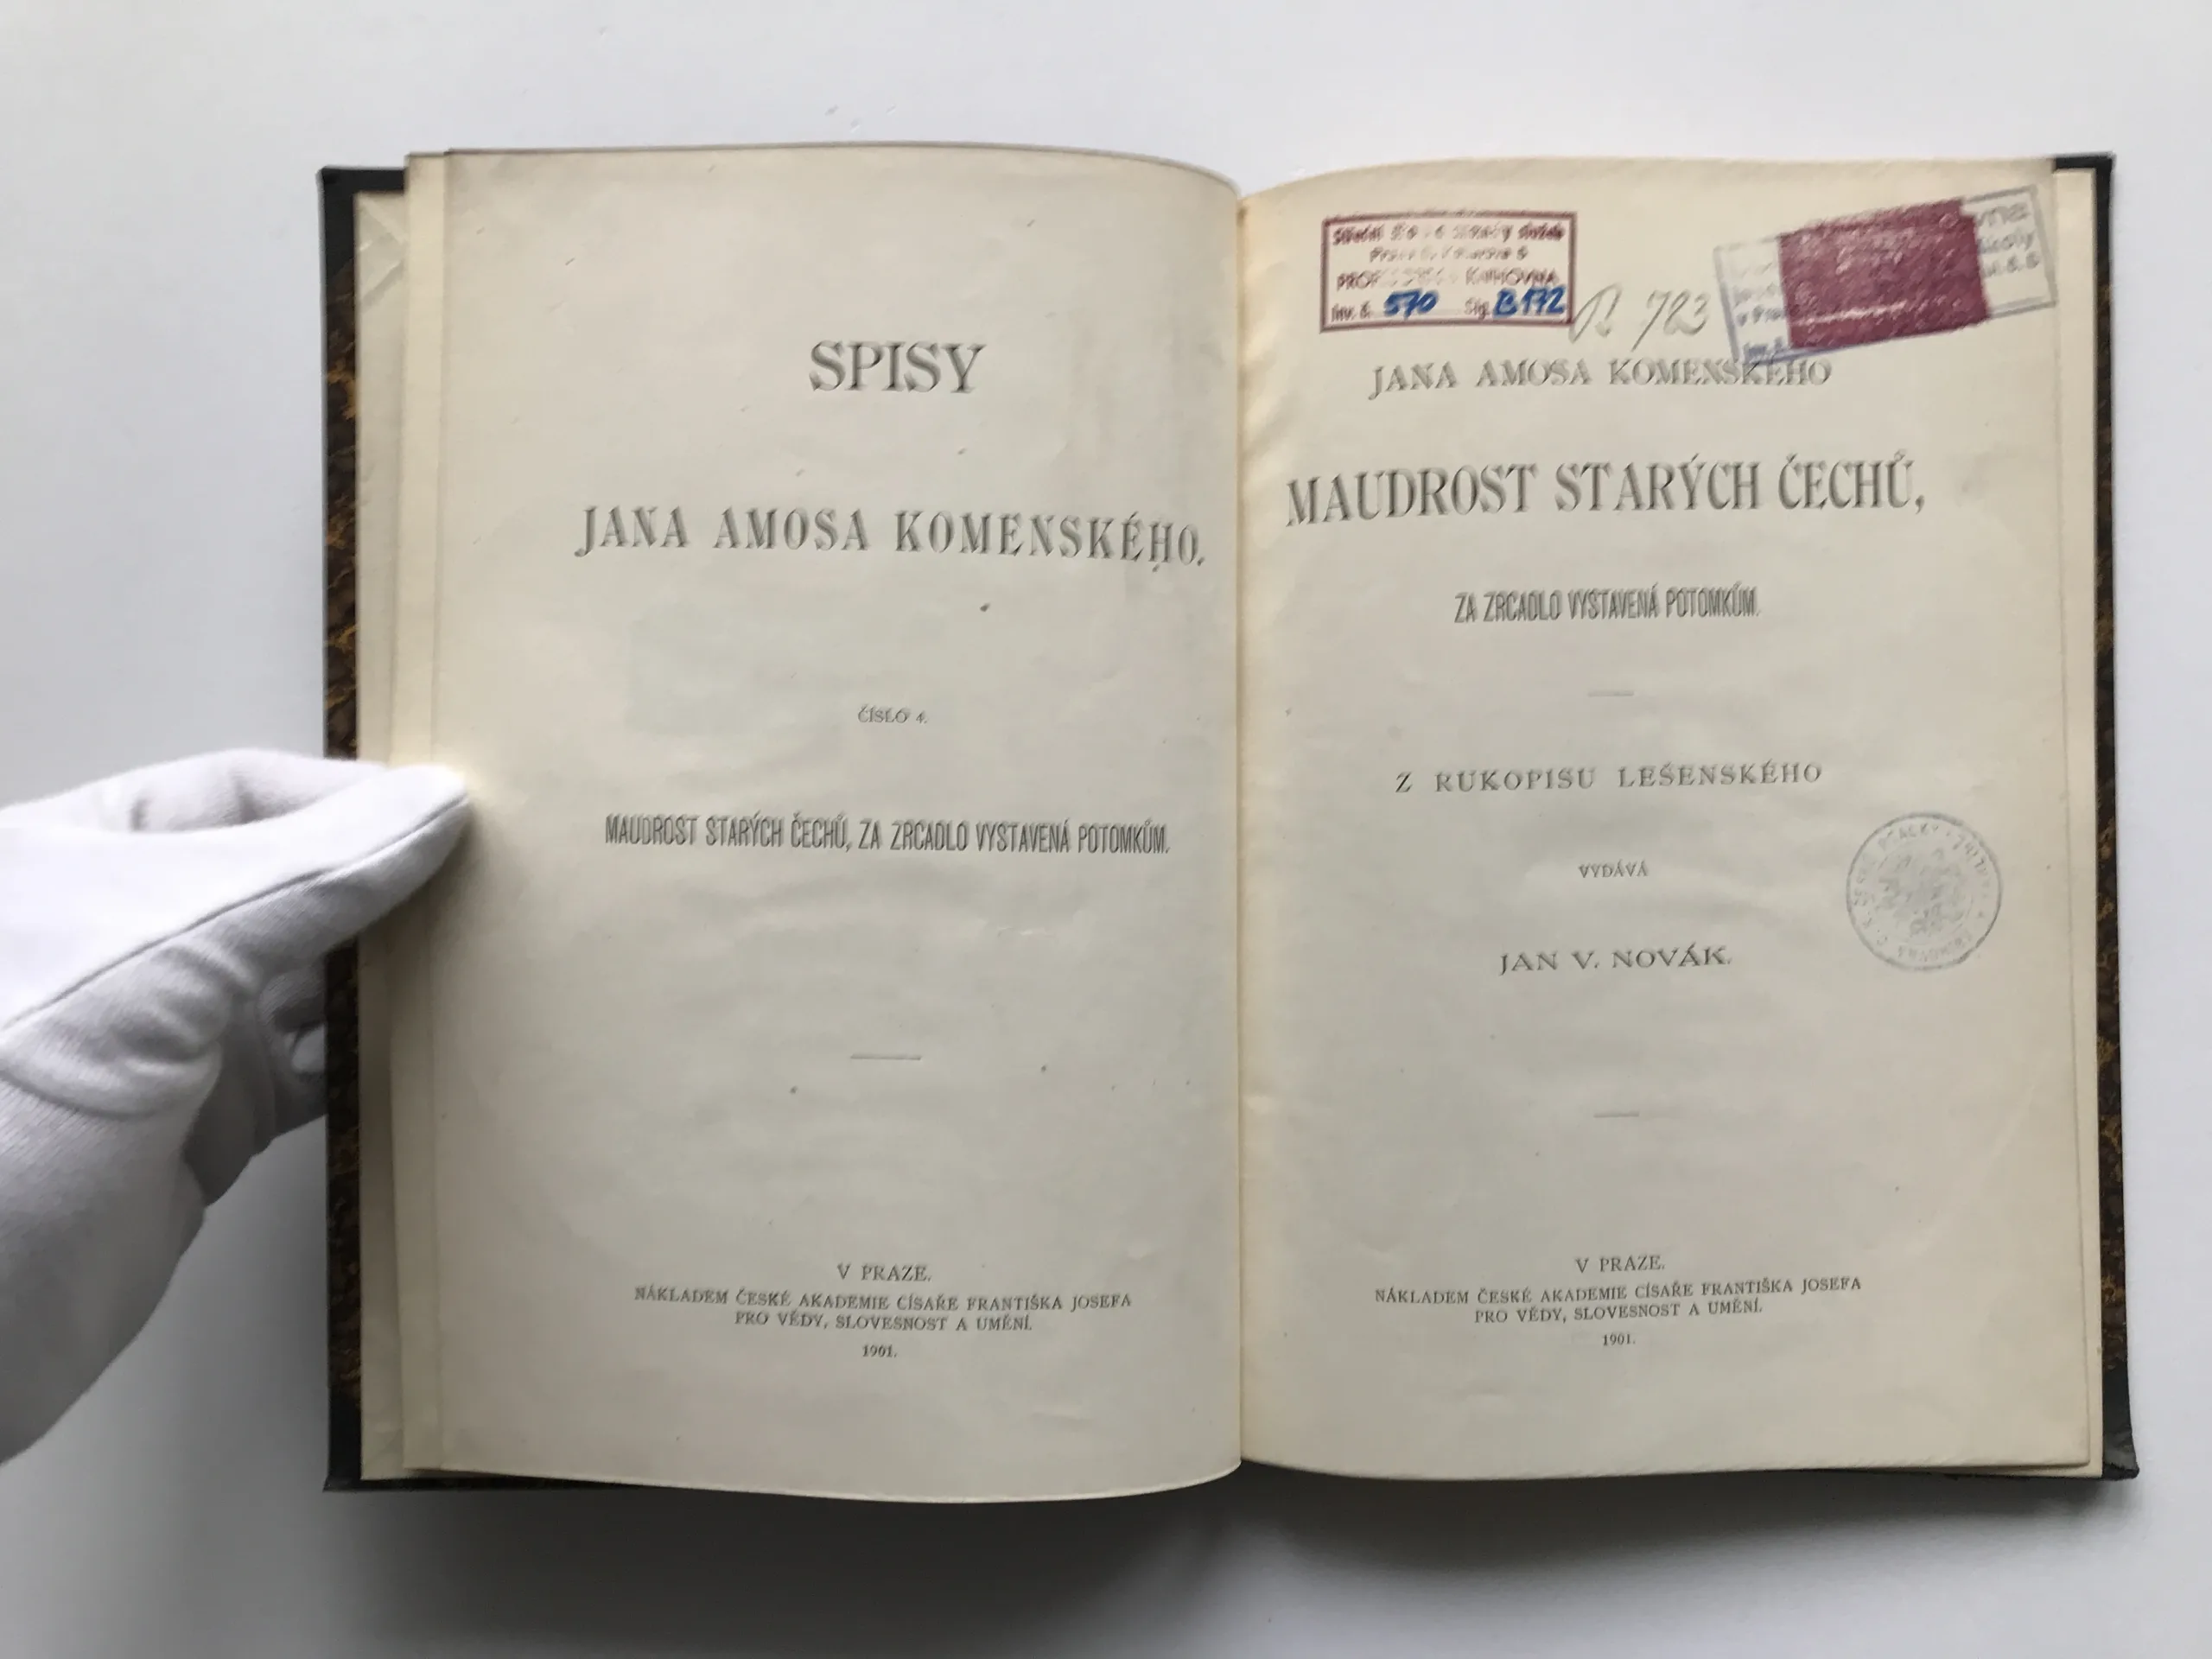 SPISY
JANA AMOSA KOMENSKÉHO.
ČÍSLO 4.
MAUDROST STARÝCH ČECHŮ, ZA ZRCADLO VYSTAVENÁ POTOMKŮM.
V PRAZE.
NÁKLADEM ČESKÉ AKADEMIE CÍSAŘE FRANTIŠKA JOSEFA
PRO VĚDY, SLOVESNOST A UMĚNÍ.
1901.
Střední
KNIHOVNA
Inv. č. 570 Sig. B 172
723
JANA AMOSA KOMENSKÉHO
MAUDROST STARÝCH ČECHŮ,
ZA ZRCADLO VYSTAVENÁ POTOMKŮM.
Z RUKOPISU LEŠENSKÉHO
VYDÁVÁ
JAN V. NOVÁK.
V PRAZE.
NÁKLADEM ČESKÉ AKADEMIE CÍSAŘE FRANTIŠKA JOSEFA
PRO VĚDY, SLOVESNOST A UMĚNÍ.
1901.